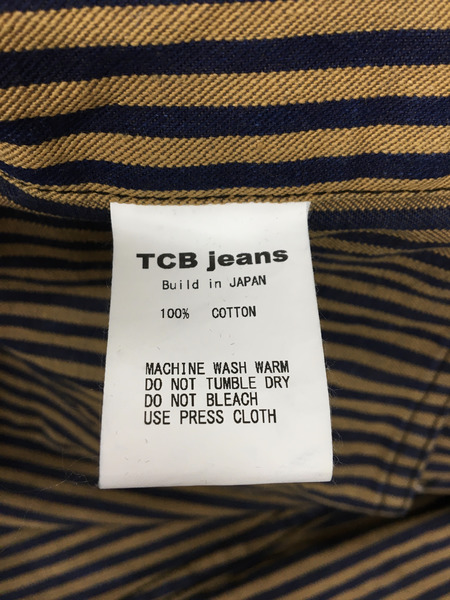 TCB jeans
Build in JAPAN
100% COTTON
MACHINE WASH WARM
DO NOT TUMBLE DRY
DO NOT BLEACH
USE PRESS CLOTH